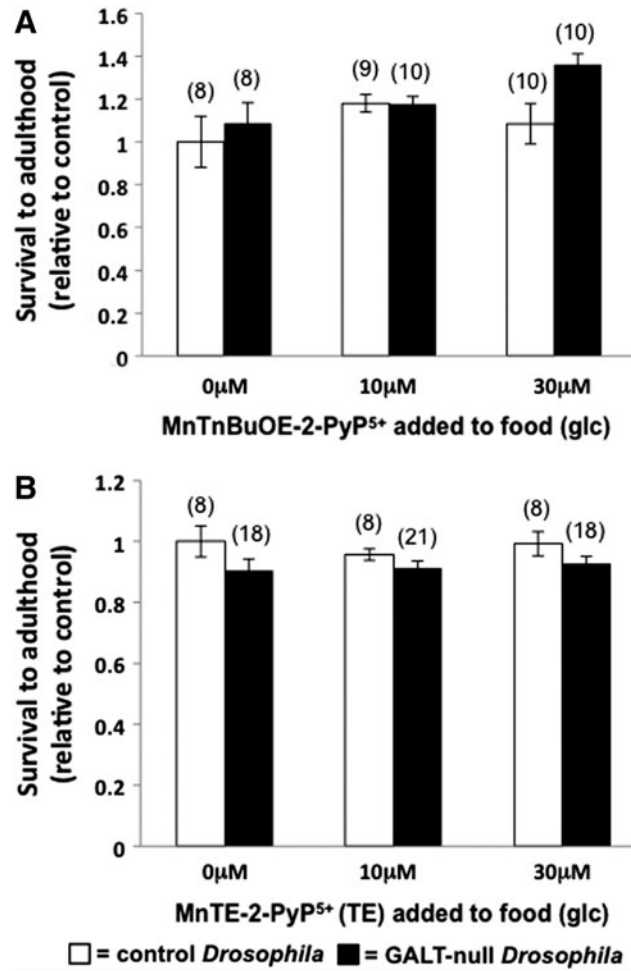 A
Survival to adulthood
(relative to control)
1.6
1.4
1.2
1
0.8
0.6
0.4
0.2
0
(8)
(8)
(9)
(10)
(10)
(10)
0μM
10μM
30μM
MnTnBuOE-2-PyP⁵⁺ added to food (glc)
B
Survival to adulthood
(relative to control)
1.2
1
0.8
0.6
0.4
0.2
0
(8)
(18)
(8)
(21)
(8)
(18)
0μM
10μM
30μM
MnTE-2-PyP⁵⁺ (TE) added to food (glc)
= control Drosophila = GALT-null Drosophila